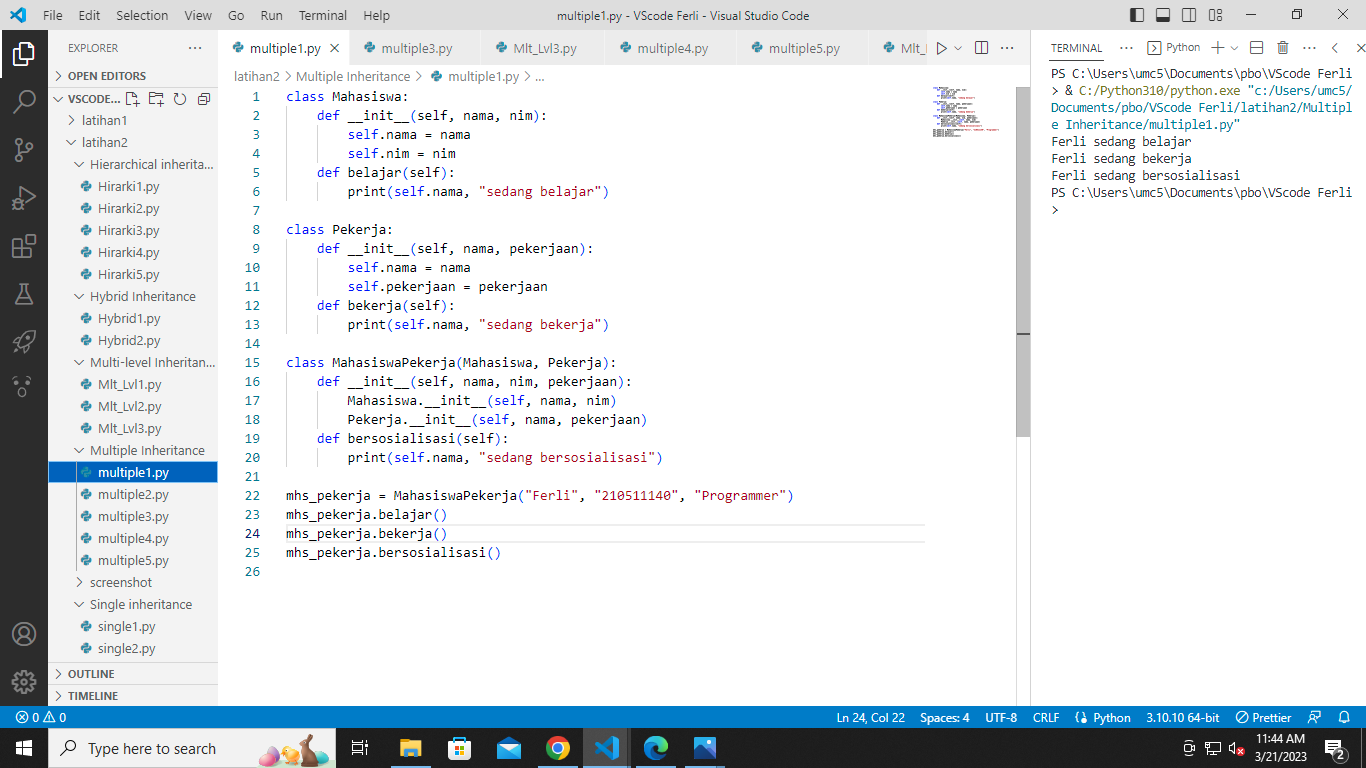 File Edit Selection View Go Run Terminal Help
multiple1.py - VScode Ferli - Visual Studio Code
EXPLORER
OPEN EDITORS
VSCODE...
latihan1
latihan2
Hierarchical inherita...
Hirarki1.py
Hirarki2.py
Hirarki3.py
Hirarki4.py
Hirarki5.py
Hybrid Inheritance
Hybrid1.py
Hybrid2.py
Multi-level Inheritan...
Mlt_Lvl1.py
Mlt_Lvl2.py
Mlt_Lvl3.py
Multiple Inheritance
multiple1.py
multiple2.py
multiple3.py
multiple4.py
multiple5.py
screenshot
Single inheritance
single1.py
single2.py
OUTLINE
TIMELINE
multiple1.py multiple3.py Mlt_Lvl3.py multiple4.py multiple5.py Mlt_
latihan2 > Multiple Inheritance > multiple1.py > ...
1 class Mahasiswa:
2 def __init__(self, nama, nim):
3 self.nama = nama
4 self.nim = nim
5 def belajar(self):
6 print(self.nama, "sedang belajar")
7
8 class Pekerja:
9 def __init__(self, nama, pekerjaan):
10 self.nama = nama
11 self.pekerjaan = pekerjaan
12 def bekerja(self):
13 print(self.nama, "sedang bekerja")
14
15 class MahasiswaPekerja(Mahasiswa, Pekerja):
16 def __init__(self, nama, nim, pekerjaan):
17 Mahasiswa.__init__(self, nama, nim)
18 Pekerja.__init__(self, nama, pekerjaan)
19 def bersosialisasi(self):
20 print(self.nama, "sedang bersosialisasi")
21
22 mhs_pekerja = MahasiswaPekerja("Ferli", "210511140", "Programmer")
23 mhs_pekerja.belajar()
24 mhs_pekerja.bekerja()
25 mhs_pekerja.bersosialisasi()
26
TERMINAL ... Python
PS C:\Users\umc5\Documents\pbo\VScode Ferli
> & C:/Python310/python.exe "c:/Users/umc5/
Documents/pbo/VScode Ferli/latihan2/Multipl
e Inheritance/multiple1.py"
Ferli sedang belajar
Ferli sedang bekerja
Ferli sedang bersosialisasi
PS C:\Users\umc5\Documents\pbo\VScode Ferli
>
0 0 Ln 24, Col 22 Spaces: 4 UTF-8 CRLF Python 3.10.10 64-bit Prettier
Type here to search
11:44 AM
3/21/2023
2